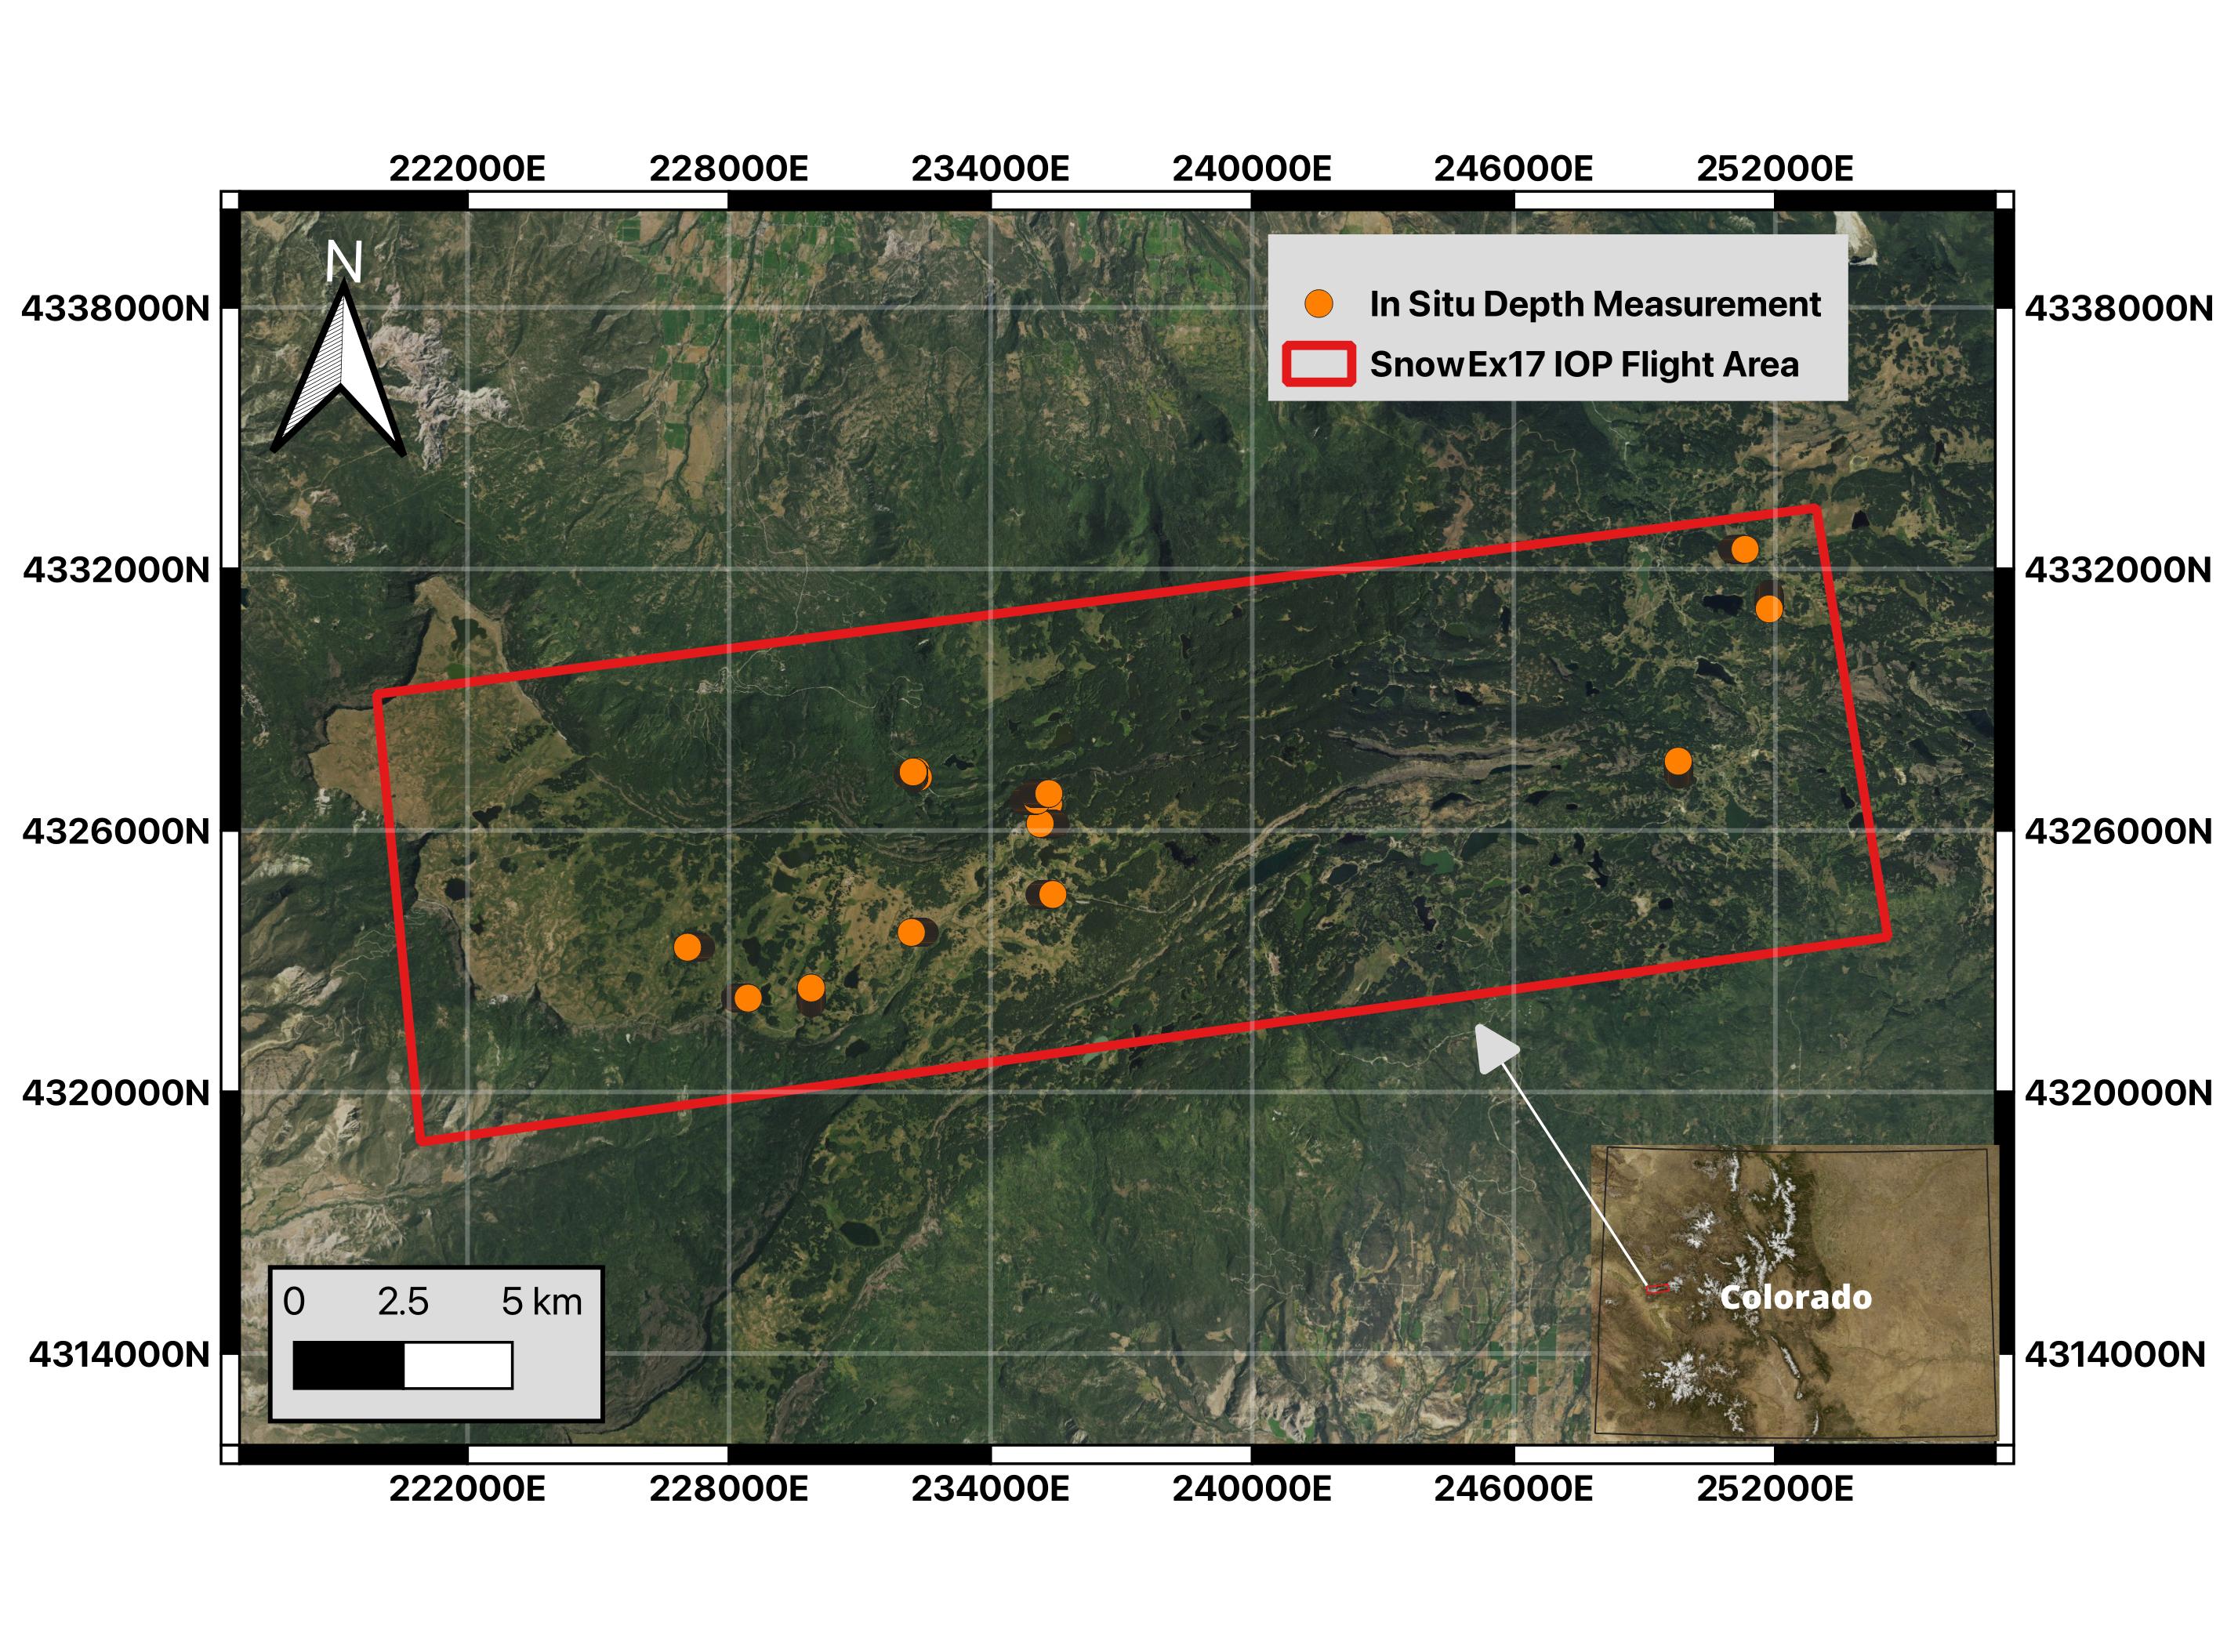 222000E 228000E 234000E 240000E 246000E 252000E
N
In Situ Depth Measurement
SnowEx17 IOP Flight Area
4338000N 4338000N
4332000N 4332000N
4326000N 4326000N
4320000N 4320000N
Colorado
0 2.5 5 km
4314000N 4314000N
222000E 228000E 234000E 240000E 246000E 252000E